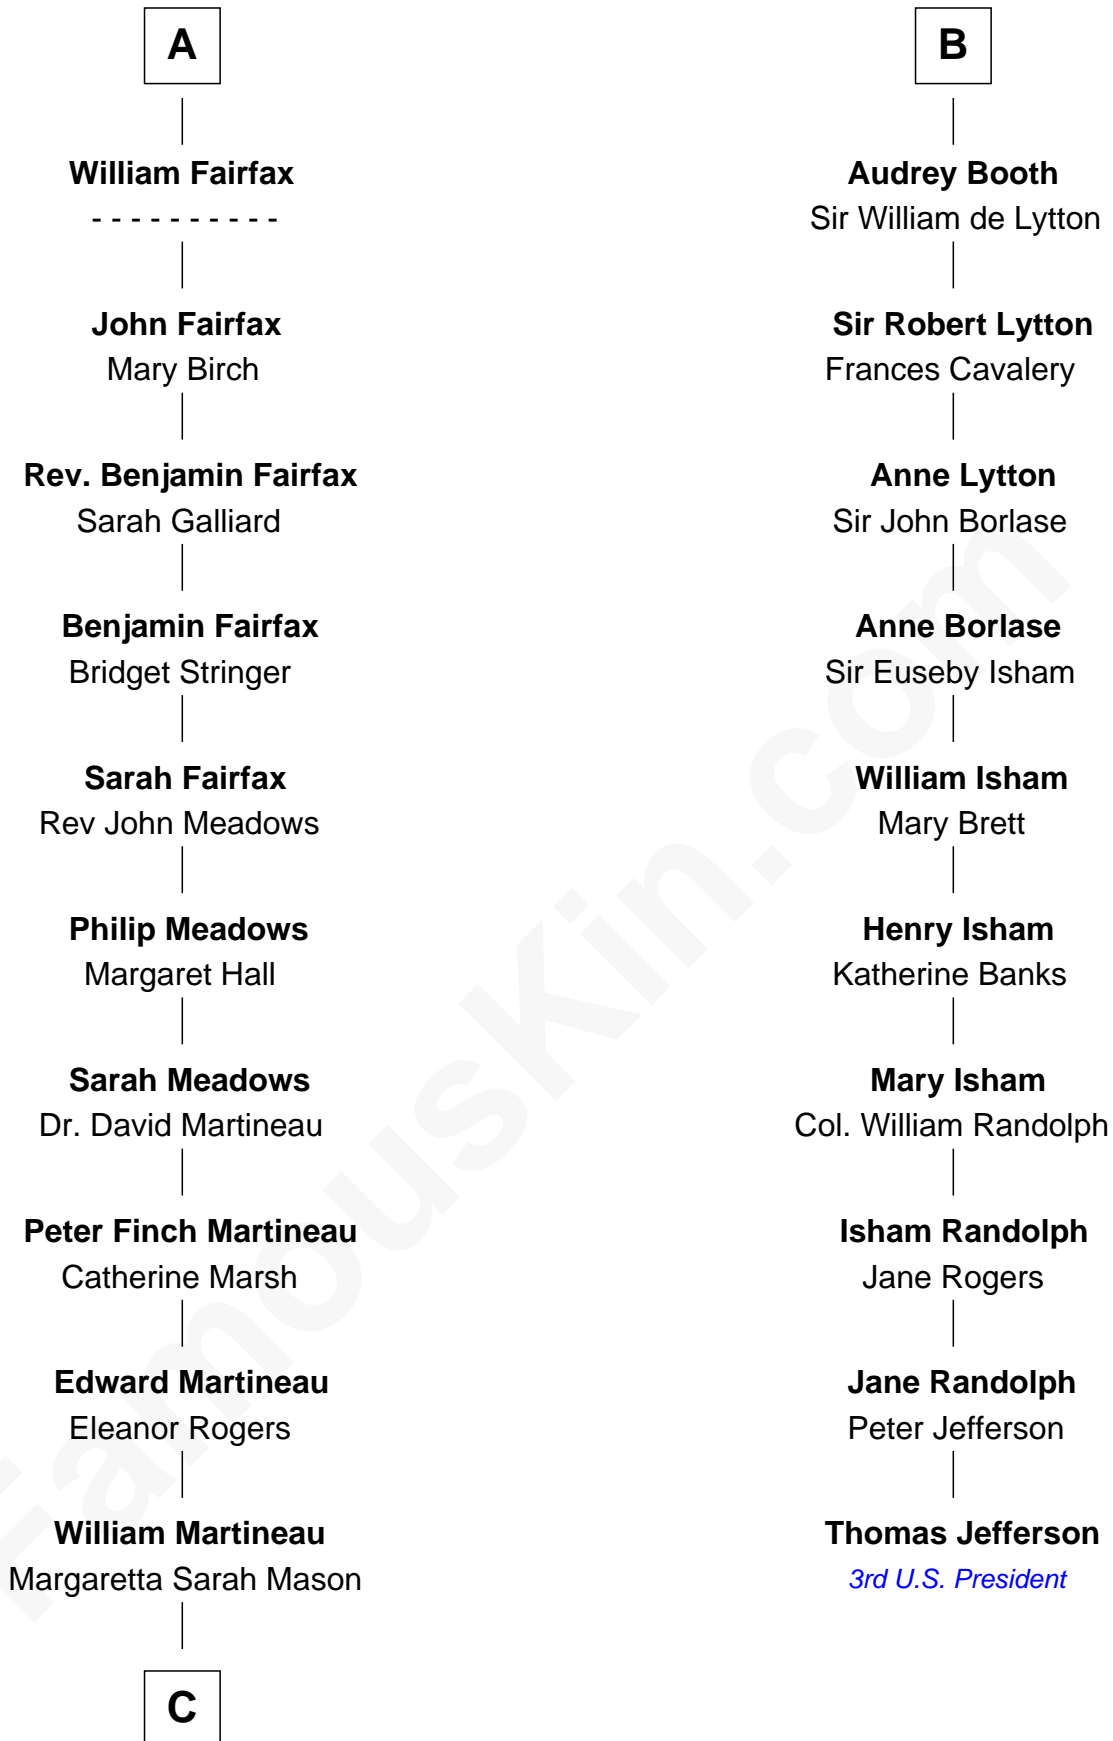 A
William Fairfax
- - - - - - - - - -
John Fairfax
Mary Birch
Rev. Benjamin Fairfax
Sarah Galliard
Benjamin Fairfax
Bridget Stringer
Sarah Fairfax
Rev John Meadows
Philip Meadows
Margaret Hall
Sarah Meadows
Dr. David Martineau
Peter Finch Martineau
Catherine Marsh
Edward Martineau
Eleanor Rogers
William Martineau
Margaretta Sarah Mason
C
B
Audrey Booth
Sir William de Lytton
Sir Robert Lytton
Frances Cavalery
Anne Lytton
Sir John Borlase
Anne Borlase
Sir Euseby Isham
William Isham
Mary Brett
Henry Isham
Katherine Banks
Mary Isham
Col. William Randolph
Isham Randolph
Jane Rogers
Jane Randolph
Peter Jefferson
Thomas Jefferson
3rd U.S. President
FamousKin.com